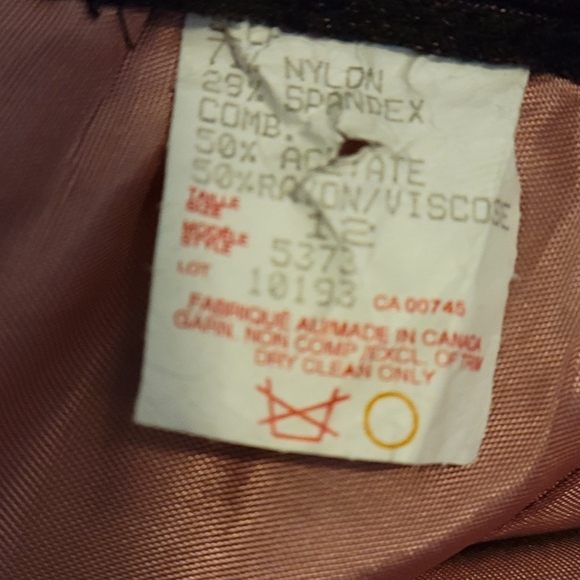 NYLON
29% SPANDEX
COMB.
50% ACETATE
50%RAYON/VISCOSE
TAILLE
SIZE 12
MODELE
STYLE 5373
LOT 10193 CA 00745
FABRIQUÉ AU/MADE IN CANADA
GARN. NON COMP./EXCL. OF TRIM
DRY CLEAN ONLY